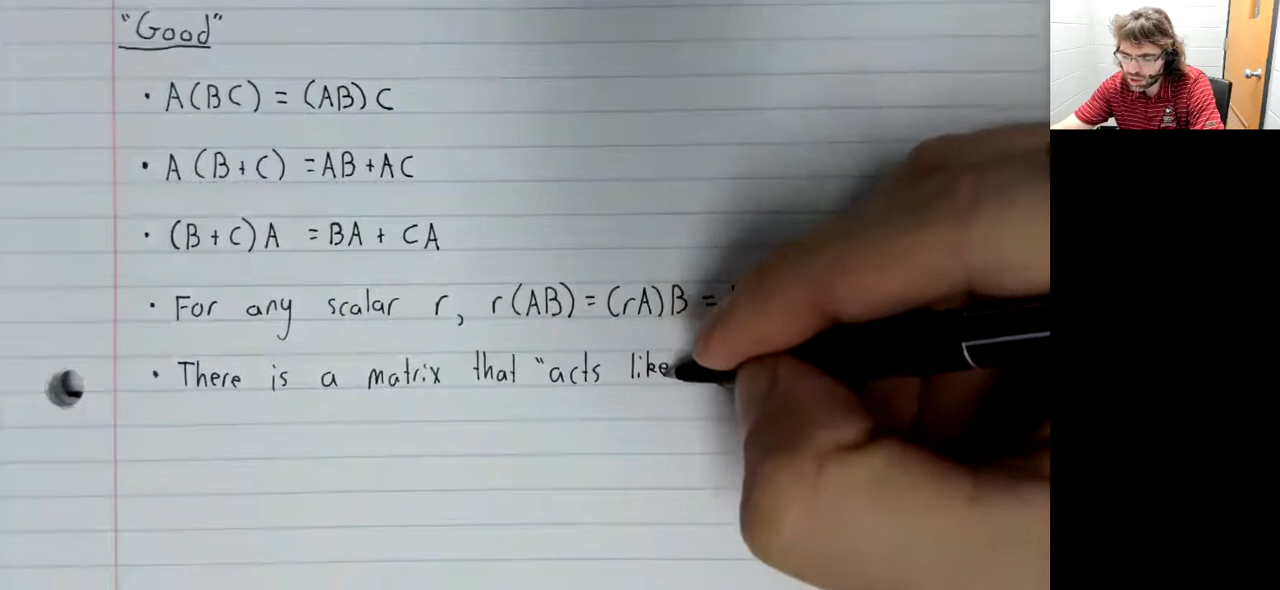 "Good"
· A(BC) = (AB)C
· A(B+C) = AB+AC
· (B+C)A = BA + CA
· For any scalar r, r(AB) = (rA)B =
· There is a matrix that "acts like